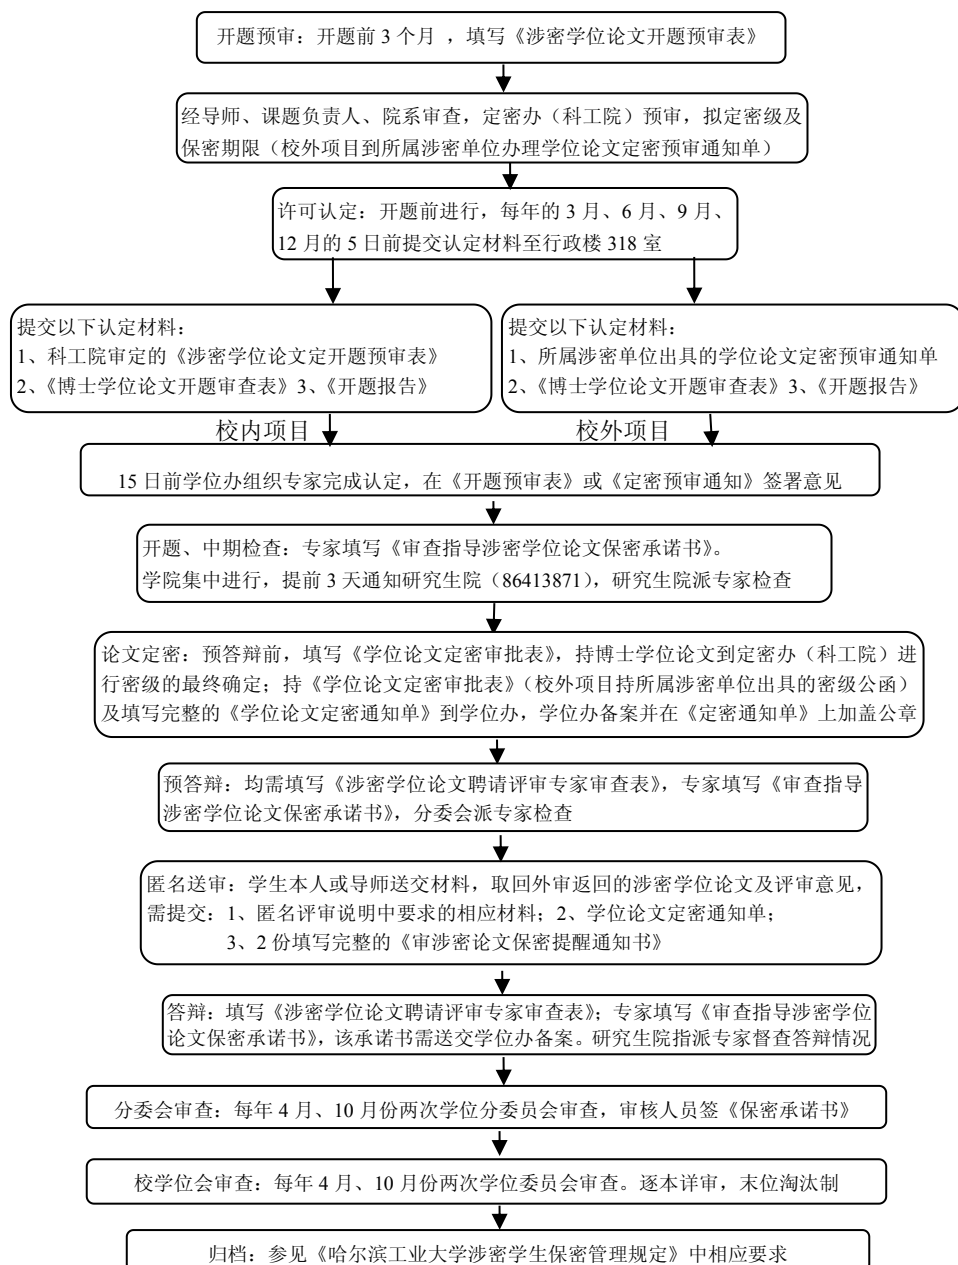 开题预审：开题前 3 个月 ，填写《涉密学位论文开题预审表》
经导师、课题负责人、院系审查，定密办（科工院）预审，拟定密级及
保密期限（校外项目到所属涉密单位办理学位论文定密预审通知单）
许可认定：开题前进行，每年的 3 月、6 月、9 月、
12 月的 5 日前提交认定材料至行政楼 318 室
提交以下认定材料：
1、科工院审定的《涉密学位论文定开题预审表》
2、《博士学位论文开题审查表》3、《开题报告》
提交以下认定材料：
1、所属涉密单位出具的学位论文定密预审通知单
2、《博士学位论文开题审查表》3、《开题报告》
校内项目
校外项目
15 日前学位办组织专家完成认定，在《开题预审表》或《定密预审通知》签署意见
开题、中期检查：专家填写《审查指导涉密学位论文保密承诺书》。
学院集中进行，提前 3 天通知研究生院（86413871），研究生院派专家检查
论文定密：预答辩前，填写《学位论文定密审批表》，持博士学位论文到定密办（科工院）进
行密级的最终确定；持《学位论文定密审批表》（校外项目持所属涉密单位出具的密级公函）
及填写完整的《学位论文定密通知单》到学位办，学位办备案并在《定密通知单》上加盖公章
预答辩：均需填写《涉密学位论文聘请评审专家审查表》，专家填写《审查指导
涉密学位论文保密承诺书》，分委会派专家检查
匿名送审：学生本人或导师送交材料，取回外审返回的涉密学位论文及评审意见，
需提交：1、匿名评审说明中要求的相应材料；2、学位论文定密通知单；
3、2 份填写完整的《审涉密论文保密提醒通知书》
答辩：填写《涉密学位论文聘请评审专家审查表》；专家填写《审查指导涉密学位
论文保密承诺书》，该承诺书需送交学位办备案。研究生院指派专家督查答辩情况
分委会审查：每年 4 月、10 月份两次学位分委员会审查，审核人员签《保密承诺书》
校学位会审查：每年 4 月、10 月份两次学位委员会审查。逐本详审，末位淘汰制
归档：参见《哈尔滨工业大学涉密学生保密管理规定》中相应要求